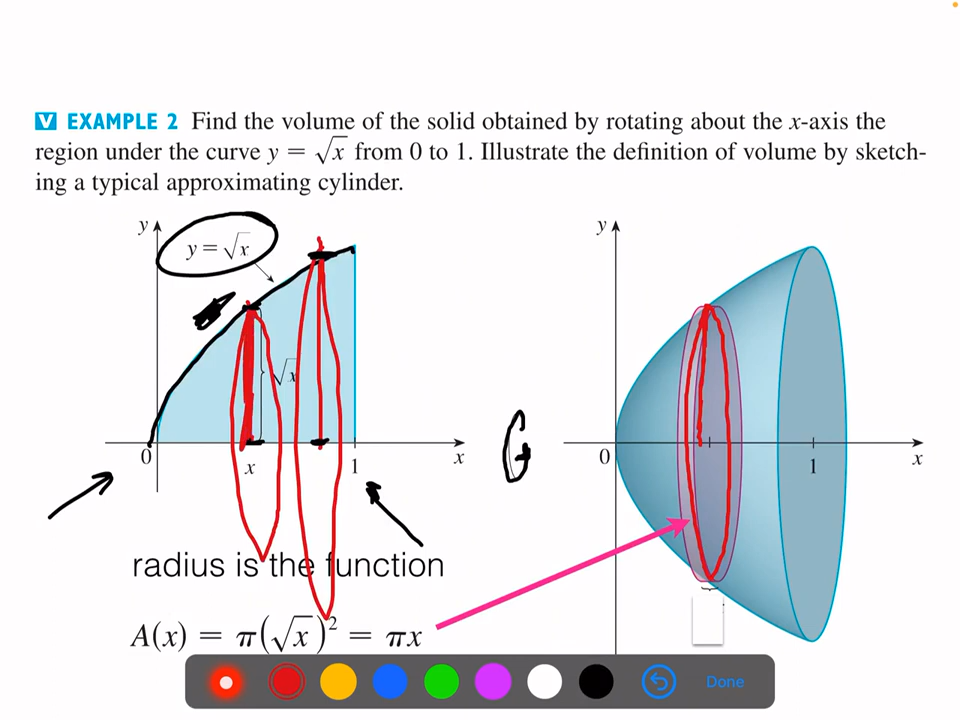 V EXAMPLE 2 Find the volume of the solid obtained by rotating about the x-axis the
region under the curve y = √x from 0 to 1. Illustrate the definition of volume by sketch-
ing a typical approximating cylinder.
y
y
y = √x
√x
0
x
1
x
0
1
x
radius is the function
A(x) = π(√x)² = πx
Done